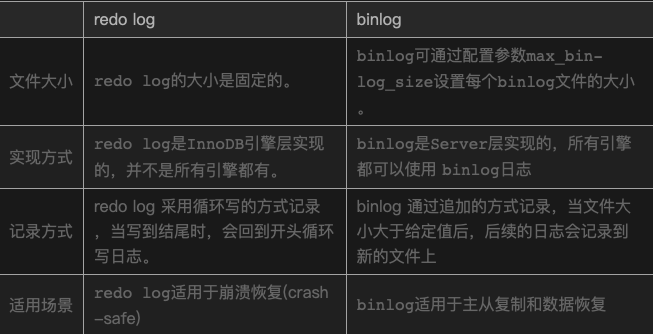 redo log
binlog
文件大小
redo log的大小是固定的。
binlog可通过配置参数max_bin-
log_size设置每个binlog文件的大小
。
实现方式
redo log是InnoDB引擎层实现
的，并不是所有引擎都有。
binlog是Server层实现的，所有引擎
都可以使用 binlog日志
记录方式
redo log 采用循环写的方式记录
，当写到结尾时，会回到开头循环
写日志。
binlog 通过追加的方式记录，当文件大
小大于给定值后，后续的日志会记录到
新的文件上
适用场景
redo log适用于崩溃恢复(crash
-safe)
binlog适用于主从复制和数据恢复